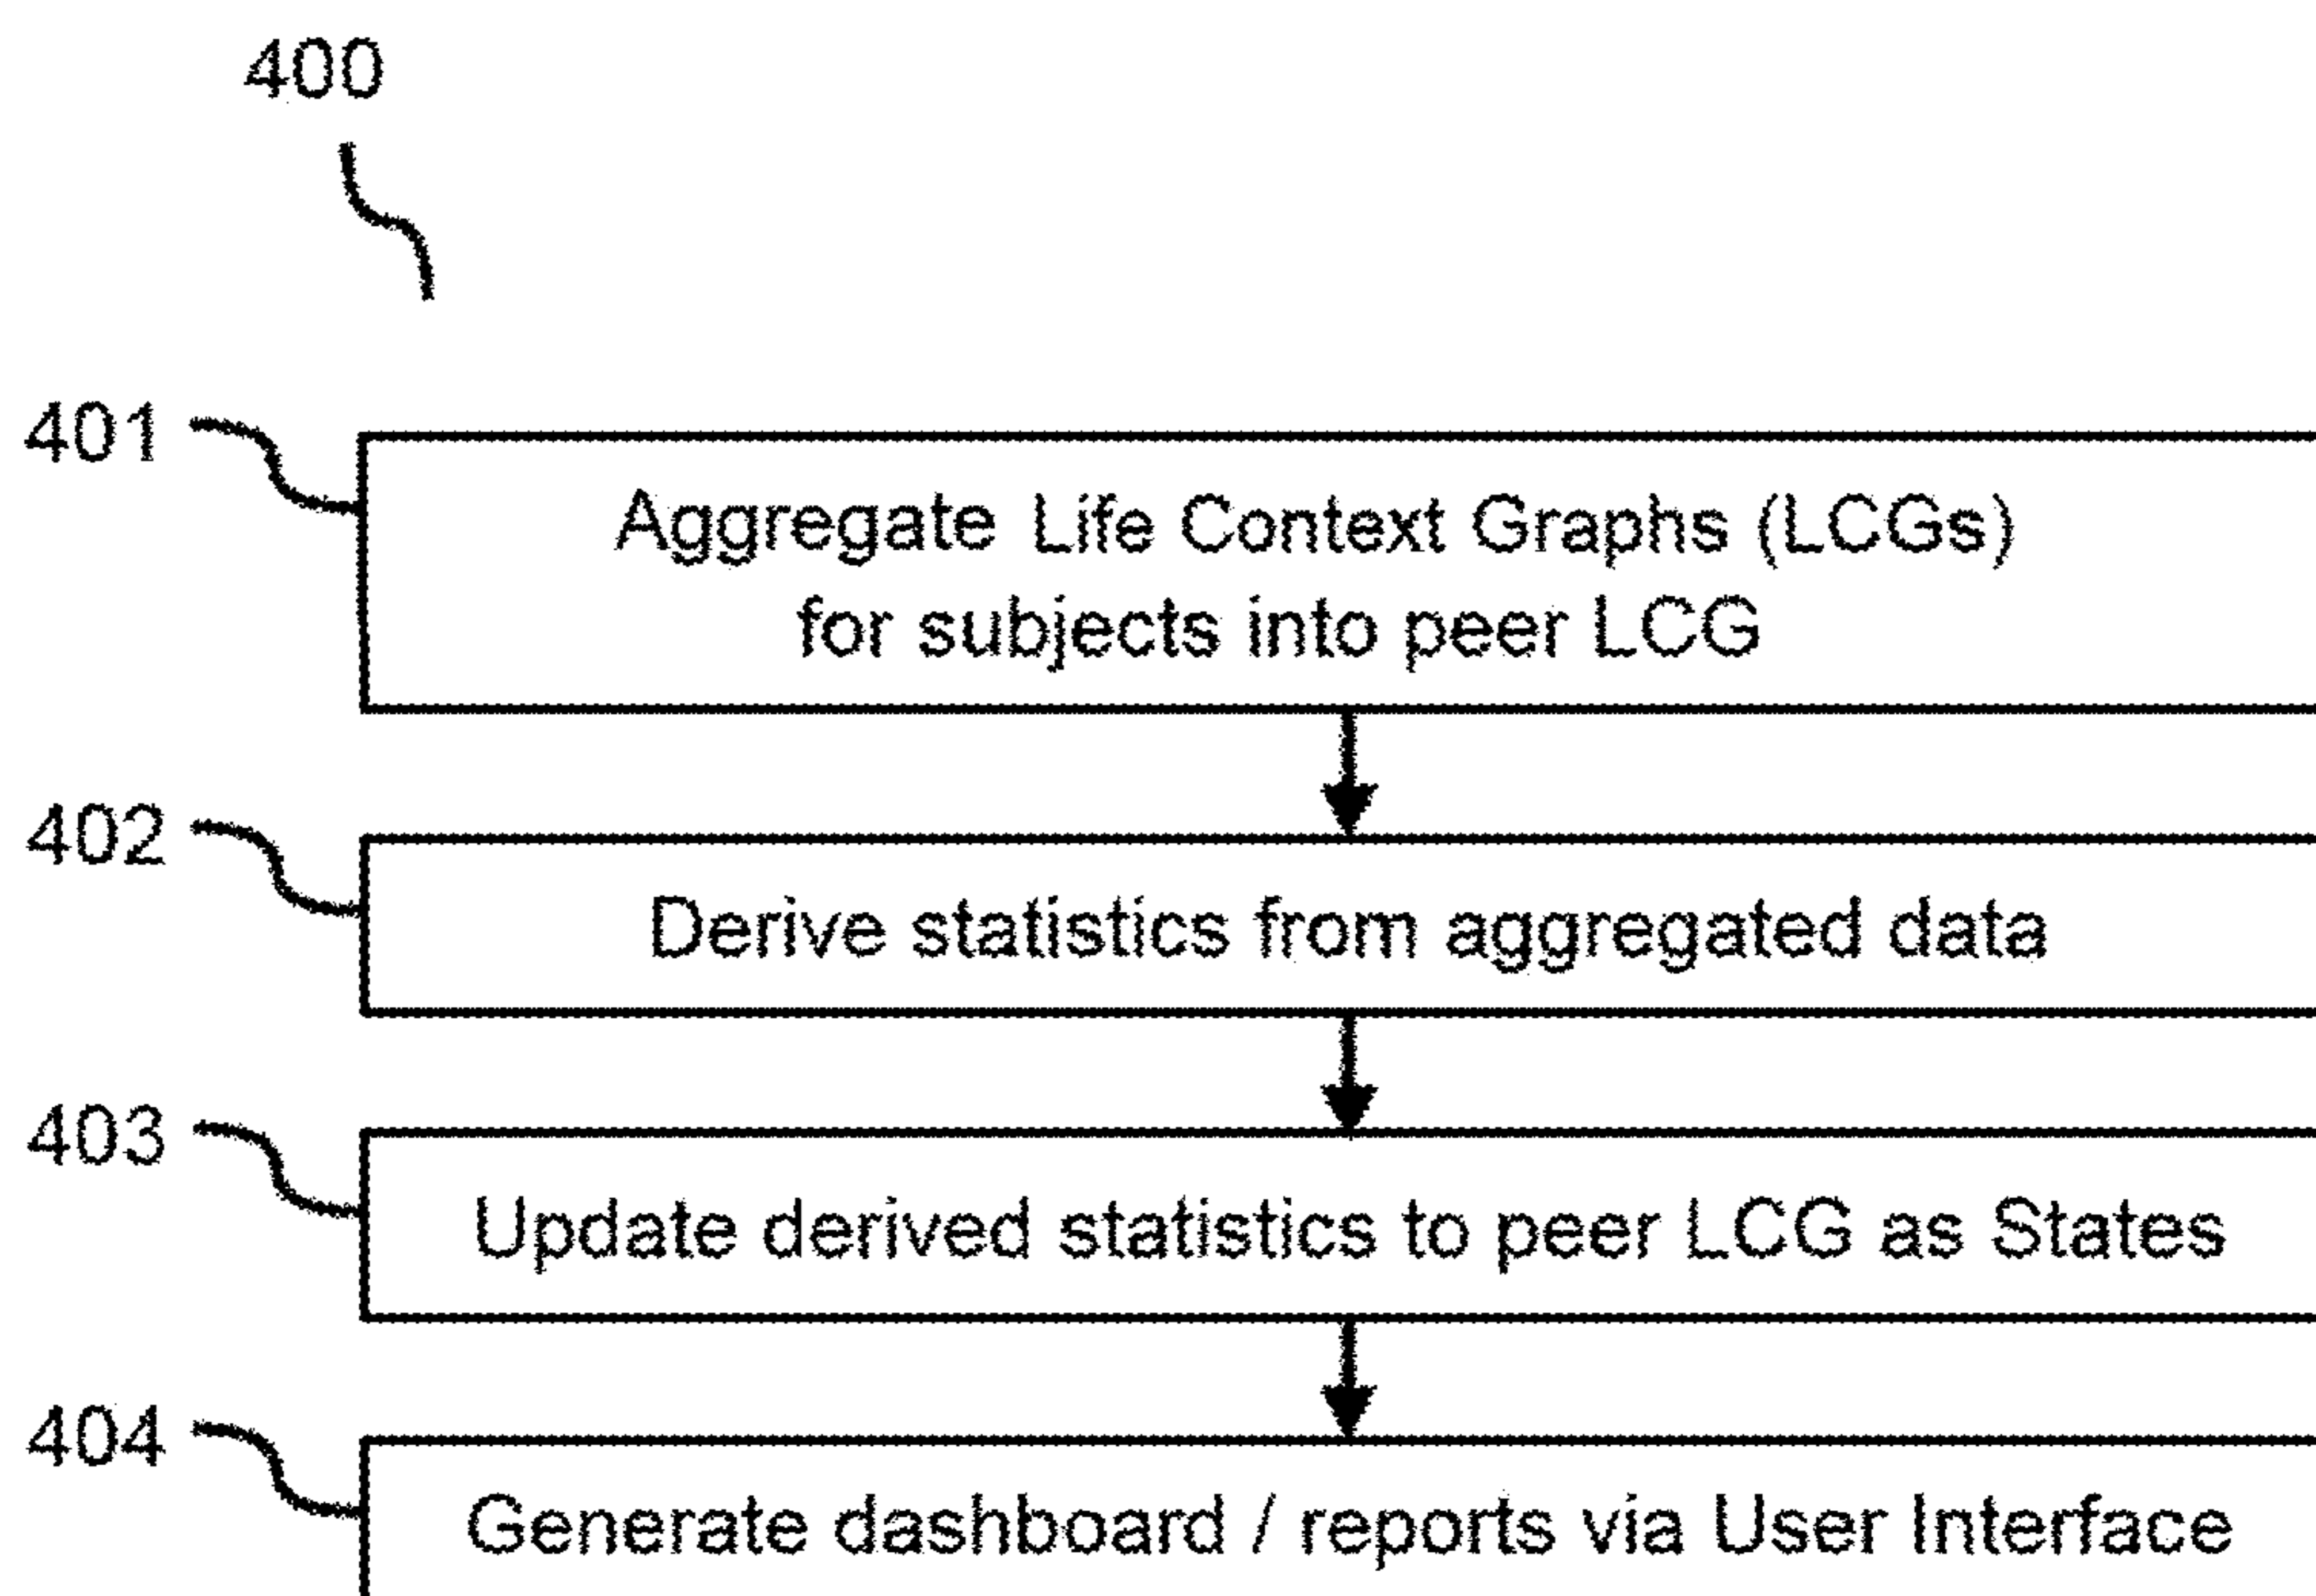 400
401
Aggregate Life Context Graphs (LCGs)
for subjects into peer LCG
402
Derive statistics from aggregated data
403
Update derived statistics to peer LCG as States
404
Generate dashboard / reports via User Interface